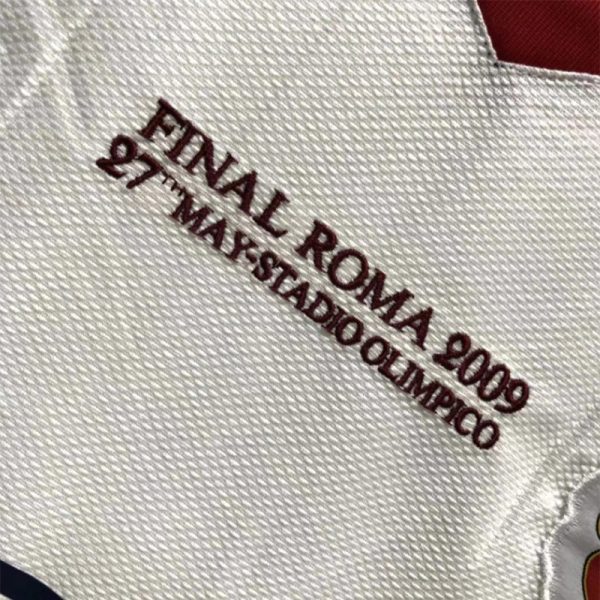 FINAL ROMA 2009
27TH MAY-STADIO OLIMPICO